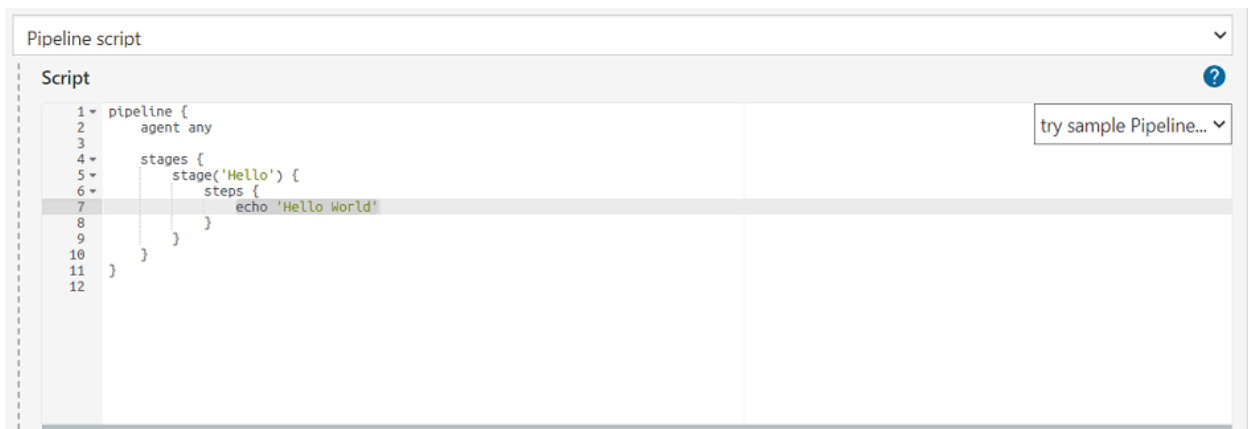 Pipeline script
Script
?
try sample Pipeline...
1 pipeline {
2     agent any
3
4     stages {
5         stage('Hello') {
6             steps {
7                 echo 'Hello World'
8             }
9         }
10     }
11 }
12